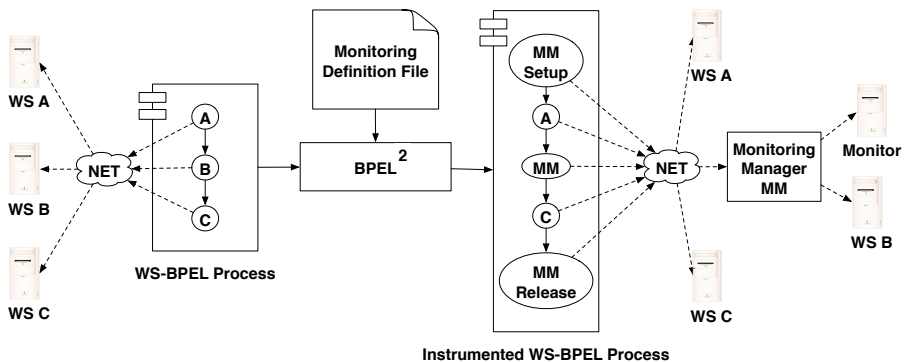 WS A
WS B
WS C
NET
A
B
C
WS-BPEL Process
Monitoring
Definition File
BPEL 2
MM
Setup
A
MM
C
MM
Release
Instrumented WS-BPEL Process
NET
WS A
WS C
Monitoring
Manager
MM
Monitor
WS B